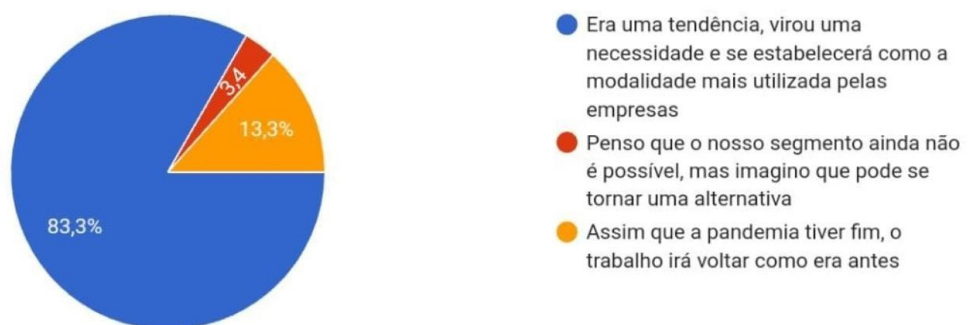 3,4
13,3%
83,3%
Era uma tendência, virou uma
necessidade e se estabelecerá como a
modalidade mais utilizada pelas
empresas
Penso que o nosso segmento ainda não
é possível, mas imagino que pode se
tornar uma alternativa
Assim que a pandemia tiver fim, o
trabalho irá voltar como era antes